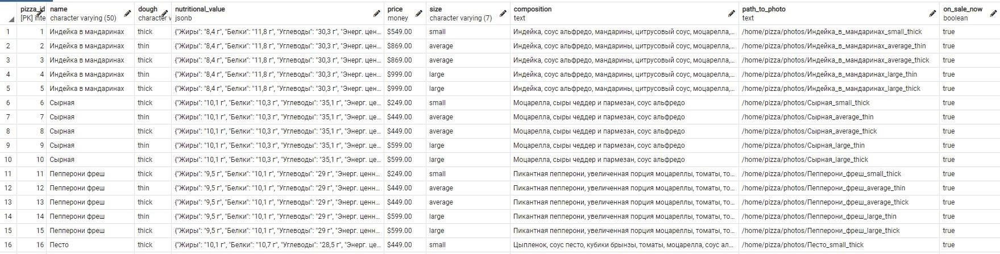 pizza_id name dough nutritional_value price size composition path_to_photo on_sale_now
[PK] inte character varying (50) character v jsonb money character varying (7) text text boolean
1 1 Индейка в мандаринах thick {"Жиры": "8,4 г", "Белки": "11,8 г", "Углеводы": "30,3 г", "Энерг. цен... $549.00 small Индейка, соус альфредо, мандарины, цитрусовый соус, моцарелла,... /home/pizza/photos/Индейка_в_мандаринах_small_thick true
2 2 Индейка в мандаринах thin {"Жиры": "8,4 г", "Белки": "11,8 г", "Углеводы": "30,3 г", "Энерг. цен... $869.00 average Индейка, соус альфредо, мандарины, цитрусовый соус, моцарелла,... /home/pizza/photos/Индейка_в_мандаринах_average_thin true
3 3 Индейка в мандаринах thick {"Жиры": "8,4 г", "Белки": "11,8 г", "Углеводы": "30,3 г", "Энерг. цен... $869.00 average Индейка, соус альфредо, мандарины, цитрусовый соус, моцарелла,... /home/pizza/photos/Индейка_в_мандаринах_average_thick true
4 4 Индейка в мандаринах thin {"Жиры": "8,4 г", "Белки": "11,8 г", "Углеводы": "30,3 г", "Энерг. цен... $999.00 large Индейка, соус альфредо, мандарины, цитрусовый соус, моцарелла,... /home/pizza/photos/Индейка_в_мандаринах_large_thin true
5 5 Индейка в мандаринах thick {"Жиры": "8,4 г", "Белки": "11,8 г", "Углеводы": "30,3 г", "Энерг. цен... $999.00 large Индейка, соус альфредо, мандарины, цитрусовый соус, моцарелла,... /home/pizza/photos/Индейка_в_мандаринах_large_thick true
6 6 Сырная thick {"Жиры": "10,1 г", "Белки": "10,3 г", "Углеводы": "35,1 г", "Энерг. це... $249.00 small Моцарелла, сыры чеддер и пармезан, соус альфредо /home/pizza/photos/Сырная_small_thick true
7 7 Сырная thin {"Жиры": "10,1 г", "Белки": "10,3 г", "Углеводы": "35,1 г", "Энерг. це... $449.00 average Моцарелла, сыры чеддер и пармезан, соус альфредо /home/pizza/photos/Сырная_average_thin true
8 8 Сырная thick {"Жиры": "10,1 г", "Белки": "10,3 г", "Углеводы": "35,1 г", "Энерг. це... $449.00 average Моцарелла, сыры чеддер и пармезан, соус альфредо /home/pizza/photos/Сырная_average_thick true
9 9 Сырная thin {"Жиры": "10,1 г", "Белки": "10,3 г", "Углеводы": "35,1 г", "Энерг. це... $599.00 large Моцарелла, сыры чеддер и пармезан, соус альфредо /home/pizza/photos/Сырная_large_thin true
10 10 Сырная thick {"Жиры": "10,1 г", "Белки": "10,3 г", "Углеводы": "35,1 г", "Энерг. це... $599.00 large Моцарелла, сыры чеддер и пармезан, соус альфредо /home/pizza/photos/Сырная_large_thick true
11 11 Пепперони фреш thick {"Жиры": "9,5 г", "Белки": "10,1 г", "Углеводы": "29 г", "Энерг. ценн... $249.00 small Пикантная пепперони, увеличенная порция моцареллы, томаты, то... /home/pizza/photos/Пепперони_фреш_small_thick true
12 12 Пепперони фреш thin {"Жиры": "9,5 г", "Белки": "10,1 г", "Углеводы": "29 г", "Энерг. ценн... $449.00 average Пикантная пепперони, увеличенная порция моцареллы, томаты, то... /home/pizza/photos/Пепперони_фреш_average_thin true
13 13 Пепперони фреш thick {"Жиры": "9,5 г", "Белки": "10,1 г", "Углеводы": "29 г", "Энерг. ценн... $449.00 average Пикантная пепперони, увеличенная порция моцареллы, томаты, то... /home/pizza/photos/Пепперони_фреш_average_thick true
14 14 Пепперони фреш thin {"Жиры": "9,5 г", "Белки": "10,1 г", "Углеводы": "29 г", "Энерг. ценн... $599.00 large Пикантная пепперони, увеличенная порция моцареллы, томаты, то... /home/pizza/photos/Пепперони_фреш_large_thin true
15 15 Пепперони фреш thick {"Жиры": "9,5 г", "Белки": "10,1 г", "Углеводы": "29 г", "Энерг. ценн... $599.00 large Пикантная пепперони, увеличенная порция моцареллы, томаты, то... /home/pizza/photos/Пепперони_фреш_large_thick true
16 16 Песто thick {"Жиры": "10,1 г", "Белки": "10,7 г", "Углеводы": "28,5 г", "Энерг. це... $449.00 small Цыпленок, соус песто, кубики брынзы, томаты, моцарелла, соус ал... /home/pizza/photos/Песто_small_thick true